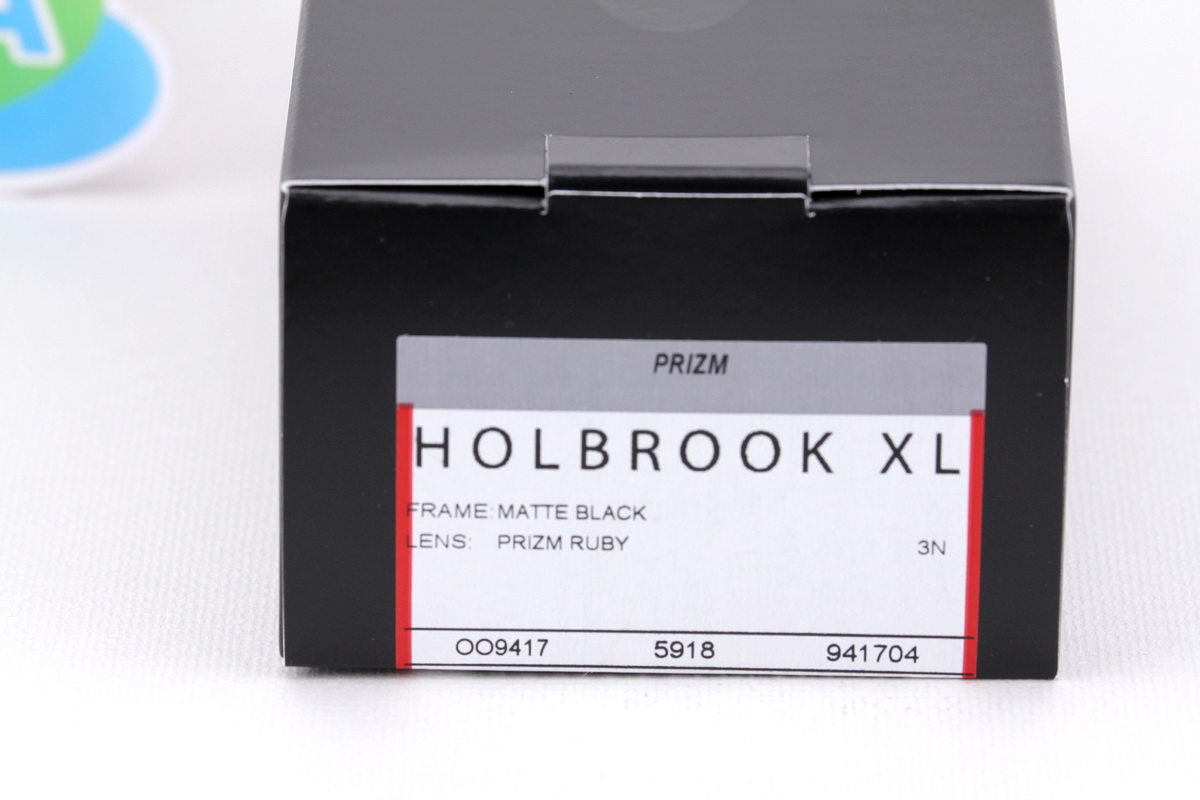 PRIZM
HOLBROOK XL
FRAME: MATTE BLACK
LENS: PRIZM RUBY 3N
OO9417 5918 941704